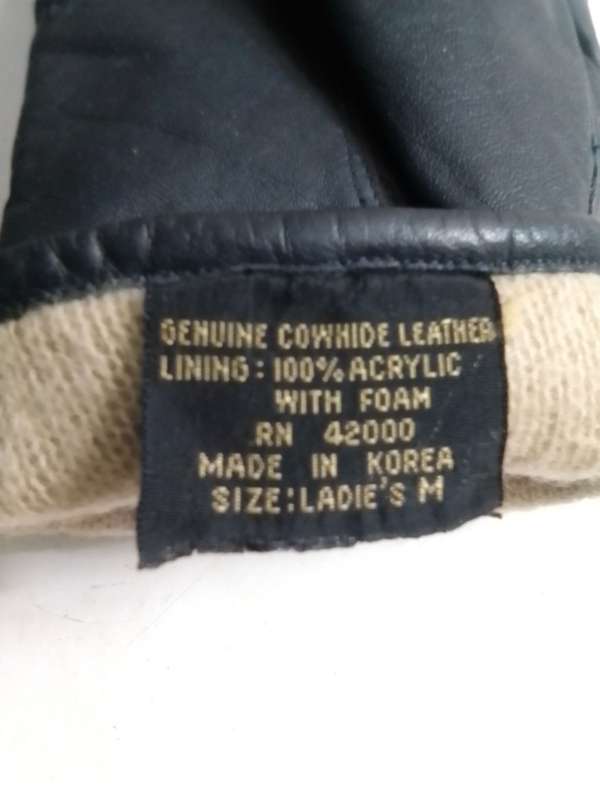 GENUINE COWHIDE LEATHER
LINING: 100% ACRYLIC
WITH FOAM
RN 42000
MADE IN KOREA
SIZE: LADIE'S M